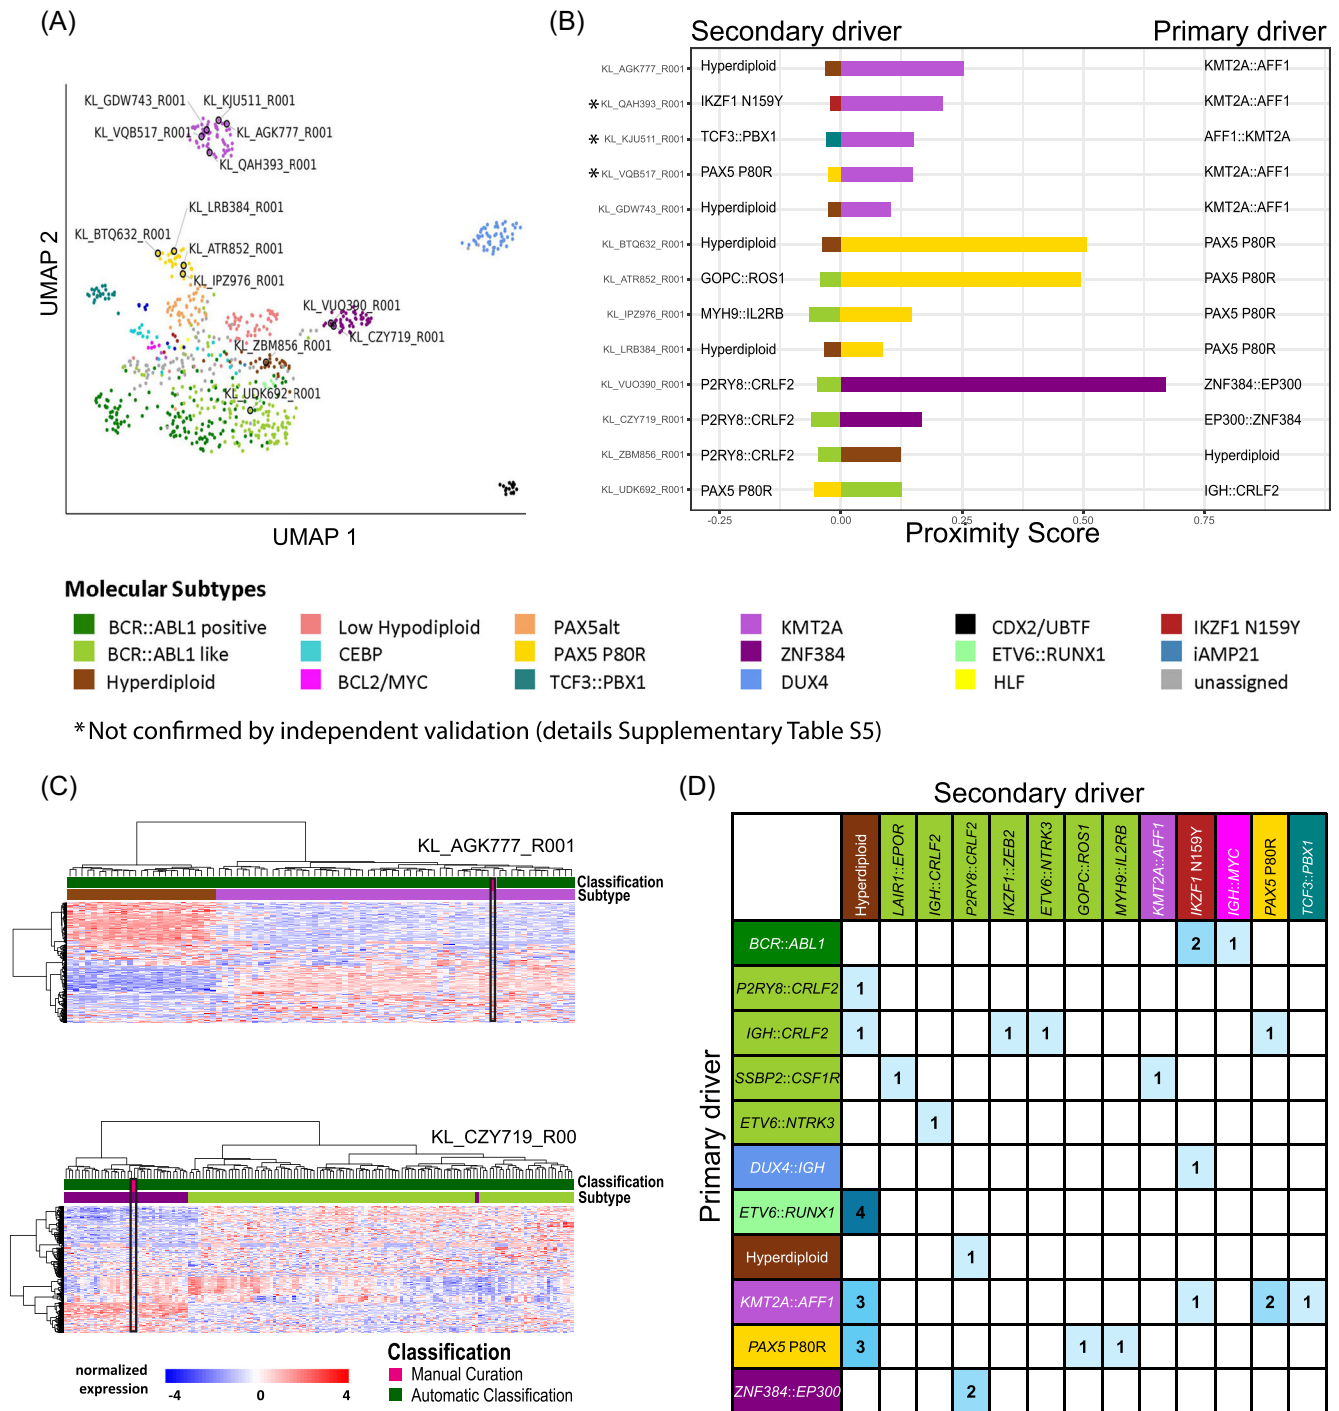 (A)
KL_GDW743_R001 KL_KJU511_R001
KL_VQB517_R001 KL_AGK777_R001
KL_QAH393_R001
KL_LRB384_R001
KL_BTQ632_R001
KL_ATR852_R001
KL_IPZ976_R001
KL_VUO390_R001
KL_CZY719_R001
KL_ZBM856_R001
KL_UDK692_R001
UMAP 2
UMAP 1
(B)
Secondary driver Primary driver
KL_AGK777_R001 Hyperdiploid KMT2A::AFF1
* KL_QAH393_R001 IKZF1 N159Y KMT2A::AFF1
* KL_KJU511_R001 TCF3::PBX1 AFF1::KMT2A
* KL_VQB517_R001 PAX5 P80R KMT2A::AFF1
KL_GDW743_R001 Hyperdiploid KMT2A::AFF1
KL_BTQ632_R001 Hyperdiploid PAX5 P80R
KL_ATR852_R001 GOPC::ROS1 PAX5 P80R
KL_IPZ976_R001 MYH9::IL2RB PAX5 P80R
KL_LRB384_R001 Hyperdiploid PAX5 P80R
KL_VUO390_R001 P2RY8::CRLF2 ZNF384::EP300
KL_CZY719_R001 P2RY8::CRLF2 EP300::ZNF384
KL_ZBM856_R001 P2RY8::CRLF2 Hyperdiploid
KL_UDK692_R001 PAX5 P80R IGH::CRLF2
-0.25 0.00 0.25 0.50 0.75
Proximity Score
Molecular Subtypes
BCR::ABL1 positive Low Hypodiploid PAX5alt KMT2A CDX2/UBTF IKZF1 N159Y
BCR::ABL1 like CEBP PAX5 P80R ZNF384 ETV6::RUNX1 iAMP21
Hyperdiploid BCL2/MYC TCF3::PBX1 DUX4 HLF unassigned
*Not confirmed by independent validation (details Supplementary Table S5)
(C)
KL_AGK777_R001
Classification
Subtype
KL_CZY719_R00
Classification
Subtype
normalized
expression
-4 0 4
Classification
Manual Curation
Automatic Classification
(D)
Secondary driver
Hyperdiploid LAIR1::EPOR IGH::CRLF2 P2RY8::CRLF2 IKZF1::ZEB2 ETV6::NTRK3 GOPC::ROS1 MYH9::IL2RB KMT2A::AFF1 IKZF1 N159Y IGH::MYC PAX5 P80R TCF3::PBX1
Primary driver
BCR::ABL1 2 1
P2RY8::CRLF2 1
IGH::CRLF2 1 1 1 1
SSBP2::CSF1R 1 1
ETV6::NTRK3 1
DUX4::IGH 1
ETV6::RUNX1 4
Hyperdiploid 1
KMT2A::AFF1 3 1 2 1
PAX5 P80R 3 1 1
ZNF384::EP300 2